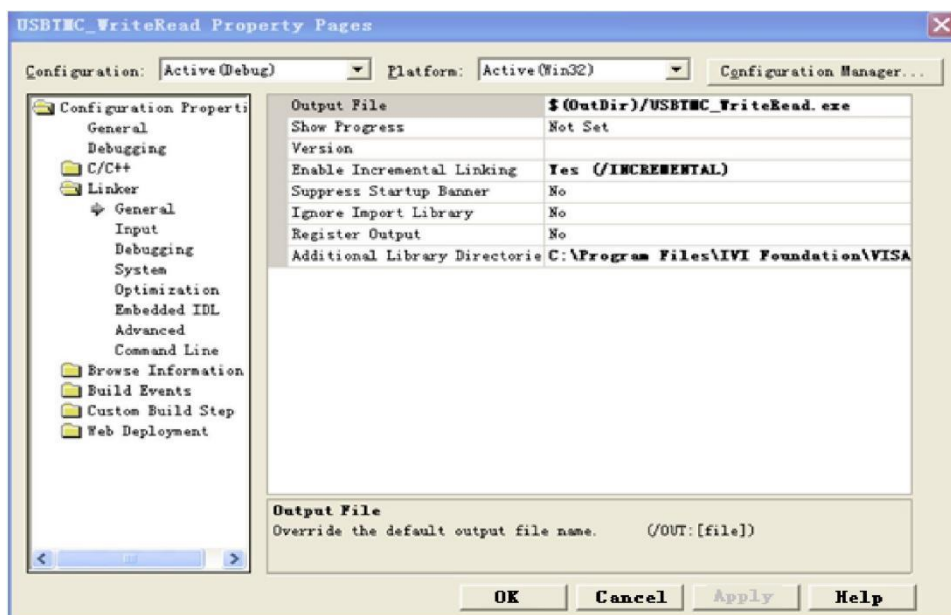 USBTMC_WriteRead Property Pages
Configuration: Active(Debug) Platform: Active(Win32) Configuration Manager...
Configuration Properti
General
Debugging
C/C++
Linker
General
Input
Debugging
System
Optimization
Embedded IDL
Advanced
Command Line
Browse Information
Build Events
Custom Build Step
Web Deployment
Output File $(OutDir)/USBTMC_WriteRead.exe
Show Progress Not Set
Version
Enable Incremental Linking Yes (/INCREMENTAL)
Suppress Startup Banner No
Ignore Import Library No
Register Output No
Additional Library Directorie C:\Program Files\IVI Foundation\VISA
Output File
Override the default output file name. (/OUT:[file])
OK Cancel Apply Help